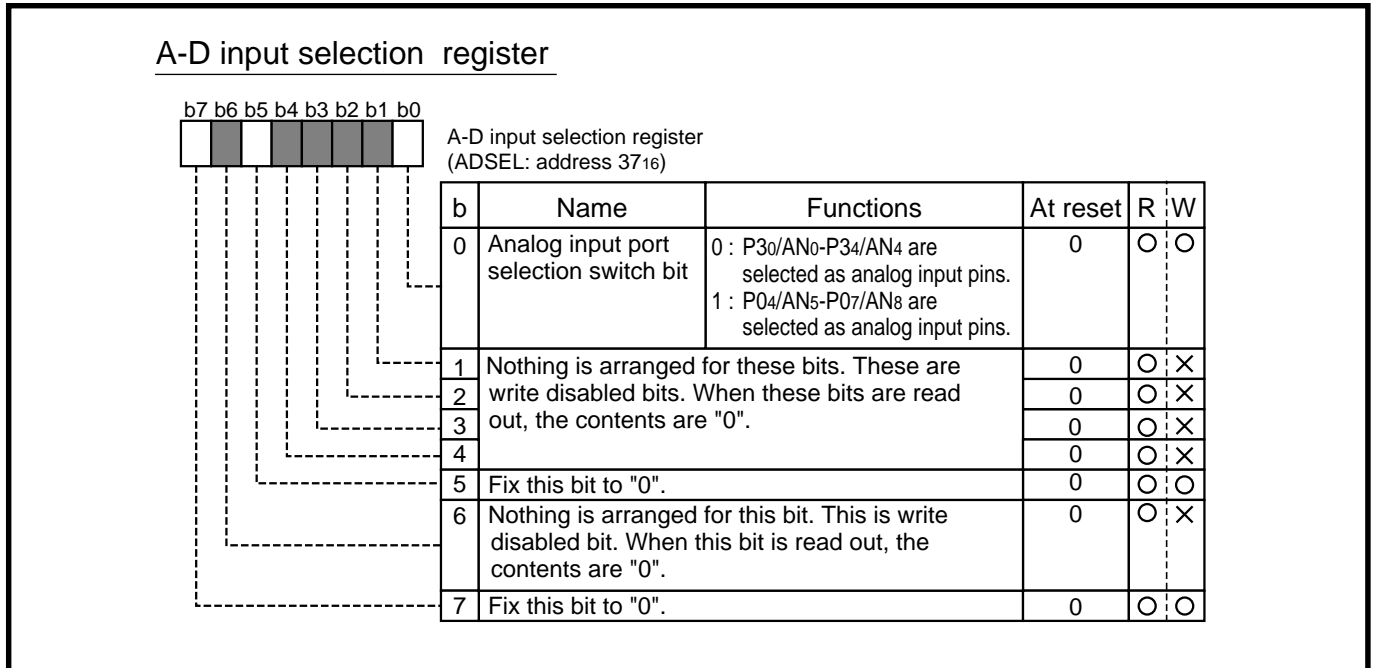 A-D input selection register
b7 b6 b5 b4 b3 b2 b1 b0
A-D input selection register
(ADSEL: address 3716)
b Name Functions At reset R W
0 Analog input port selection switch bit 0 : P30/AN0-P34/AN4 are selected as analog input pins. 0 O O
1 : P04/AN5-P07/AN8 are selected as analog input pins.
1 Nothing is arranged for these bits. These are 0 O ×
2 write disabled bits. When these bits are read 0 O ×
3 out, the contents are "0". 0 O ×
4 0 O ×
5 Fix this bit to "0". 0 O O
6 Nothing is arranged for this bit. This is write 0 O ×
disabled bit. When this bit is read out, the
contents are "0".
7 Fix this bit to "0". 0 O O